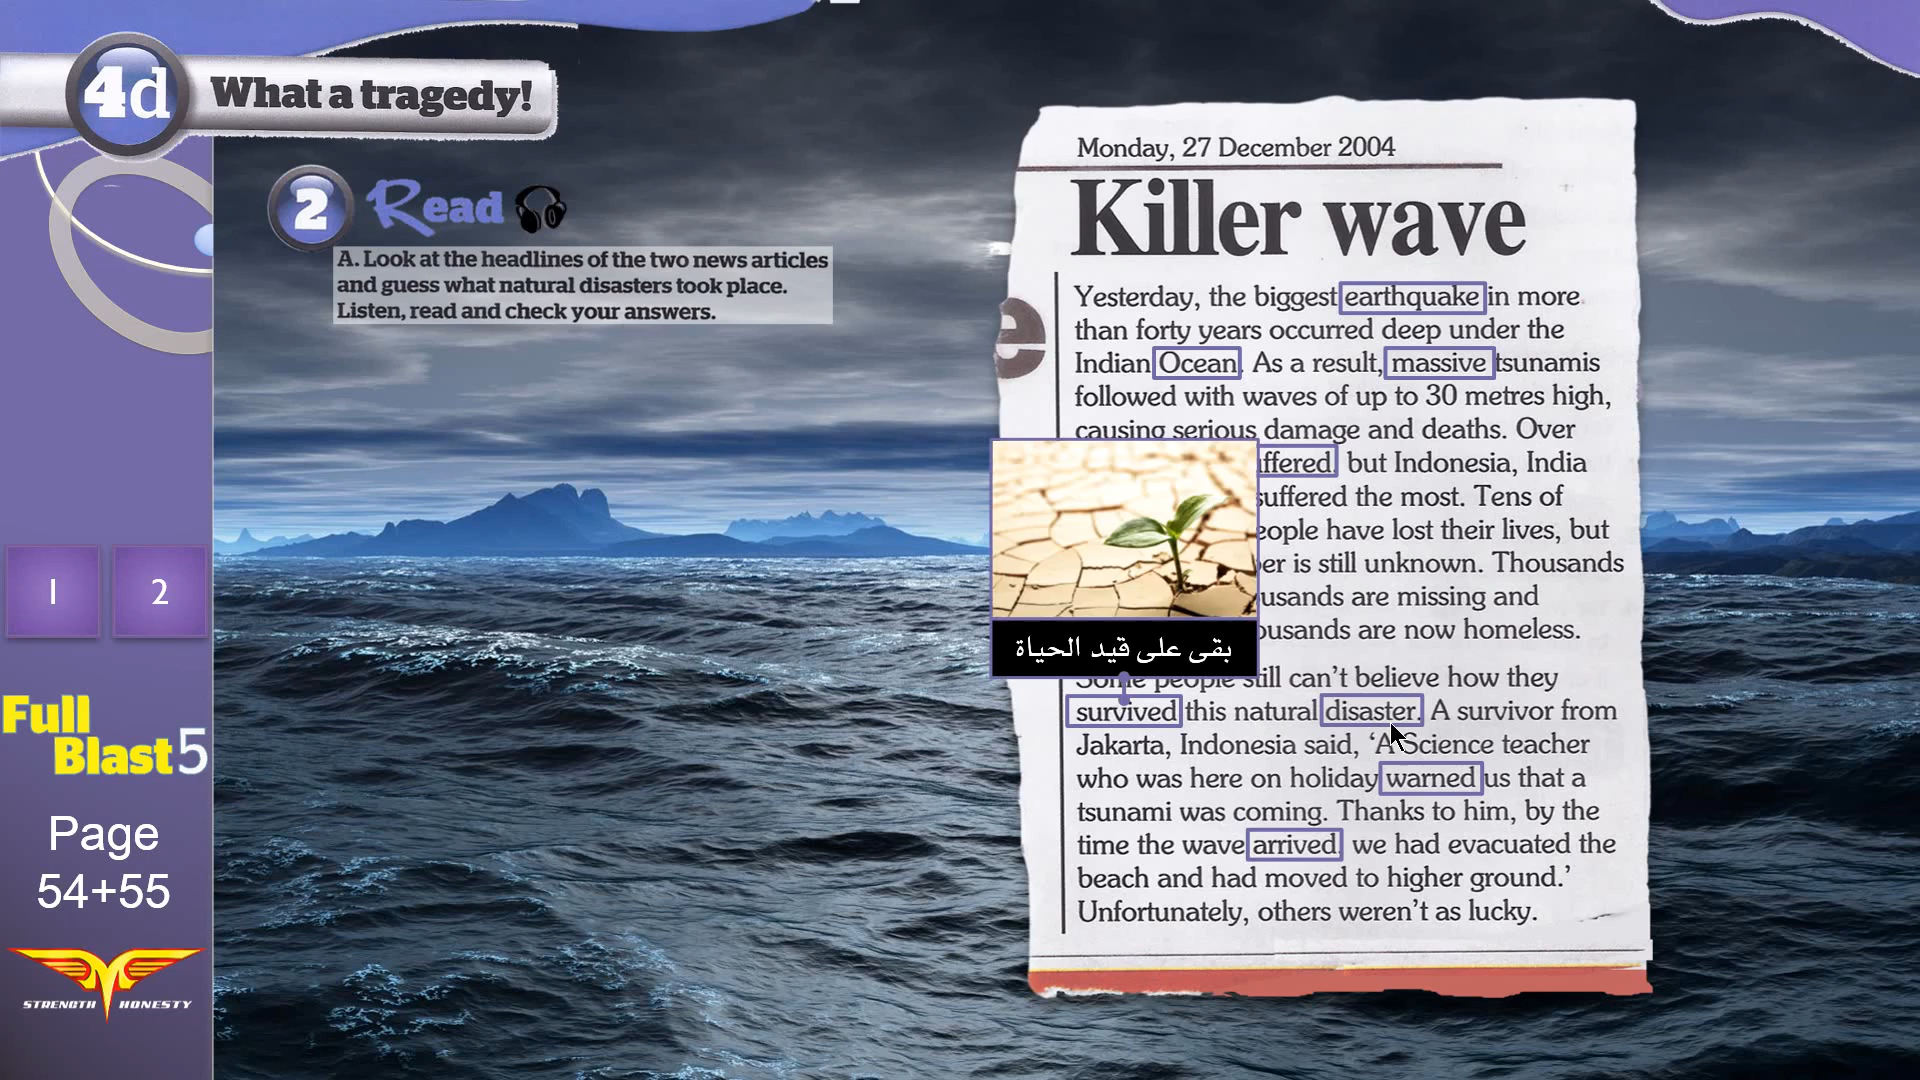 4d What a tragedy!
2 Read
A. Look at the headlines of the two news articles
and guess what natural disasters took place.
Listen, read and check your answers.
1 2
Full
Blast 5
Page
54+55
STRENGTH HONESTY
Monday, 27 December 2004
Killer wave
e
Yesterday, the biggest earthquake in more
than forty years occurred deep under the
Indian Ocean. As a result, massive tsunamis
followed with waves of up to 30 metres high,
causing serious damage and deaths. Over
ffered, but Indonesia, India
suffered the most. Tens of
eople have lost their lives, but
er is still unknown. Thousands
usands are missing and
ousands are now homeless.
بقى على قيد الحياة
Some people still can't believe how they
survived this natural disaster. A survivor from
Jakarta, Indonesia said, 'A Science teacher
who was here on holiday warned us that a
tsunami was coming. Thanks to him, by the
time the wave arrived, we had evacuated the
beach and had moved to higher ground.'
Unfortunately, others weren't as lucky.